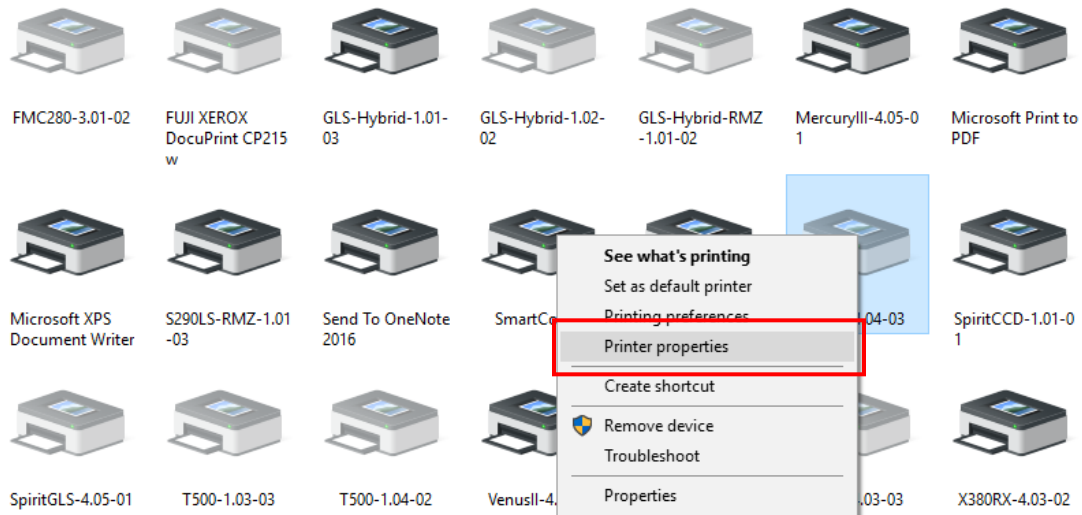 FMC280-3.01-02
FUJI XEROX
DocuPrint CP215
w
GLS-Hybrid-1.01-
03
GLS-Hybrid-1.02-
02
GLS-Hybrid-RMZ
-1.01-02
MercuryIII-4.05-0
1
Microsoft Print to
PDF
Microsoft XPS
Document Writer
S290LS-RMZ-1.01
-03
Send To OneNote
2016
SmartCo
.04-03
SpiritCCD-1.01-0
1
See what's printing
Set as default printer
Printing preferences
Printer properties
Create shortcut
Remove device
Troubleshoot
Properties
SpiritGLS-4.05-01
T500-1.03-03
T500-1.04-02
VenusII-4.
.03-03
X380RX-4.03-02